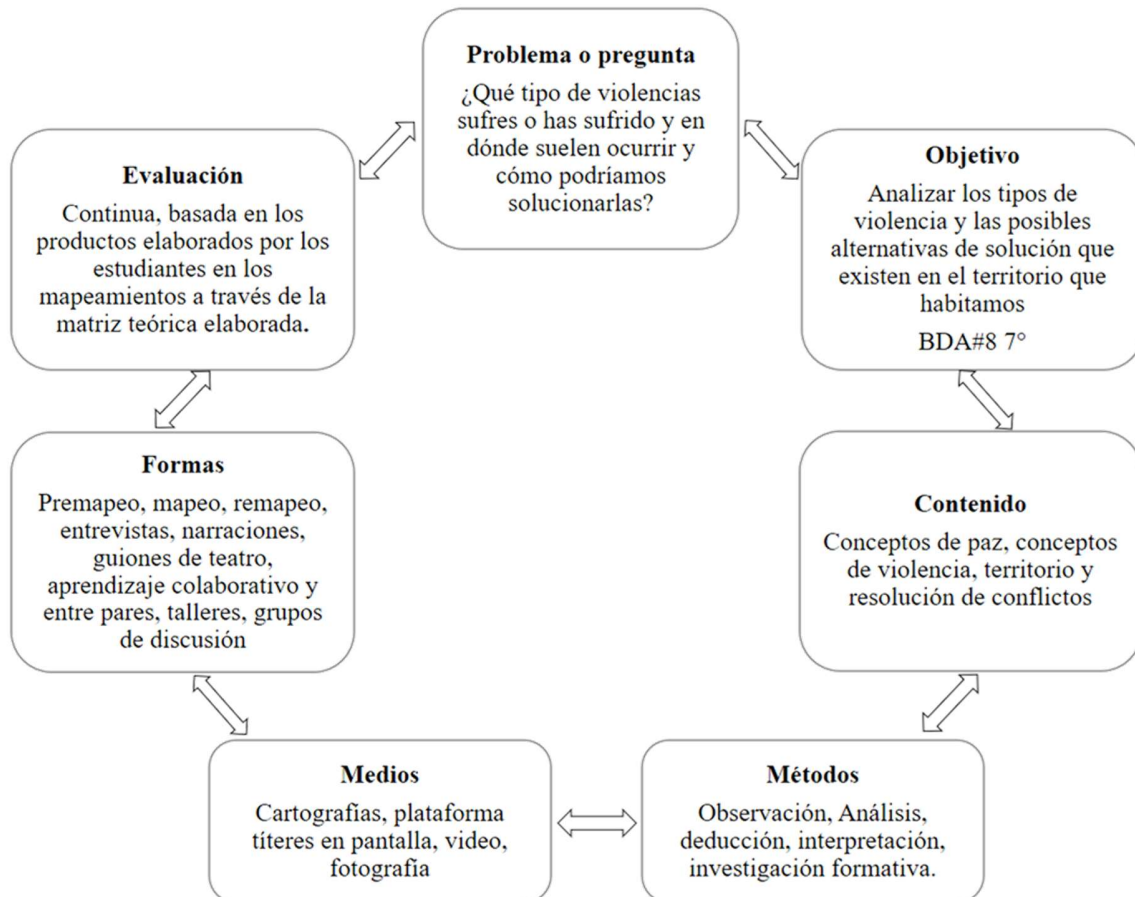 Problema o pregunta
¿Qué tipo de violencias
sufres o has sufrido y en
dónde suelen ocurrir y
cómo podríamos
solucionarlas?
Objetivo
Analizar los tipos de
violencia y las posibles
alternativas de solución que
existen en el territorio que
habitamos
BDA#8 7°
Contenido
Conceptos de paz, conceptos
de violencia, territorio y
resolución de conflictos
Métodos
Observación, Análisis,
deducción, interpretación,
investigación formativa.
Medios
Cartografías, plataforma
títeres en pantalla, video,
fotografía
Formas
Premapeo, mapeo, remapeo,
entrevistas, narraciones,
guiones de teatro,
aprendizaje colaborativo y
entre pares, talleres, grupos
de discusión
Evaluación
Continua, basada en los
productos elaborados por los
estudiantes en los
mapeamientos a través de la
matriz teórica elaborada.